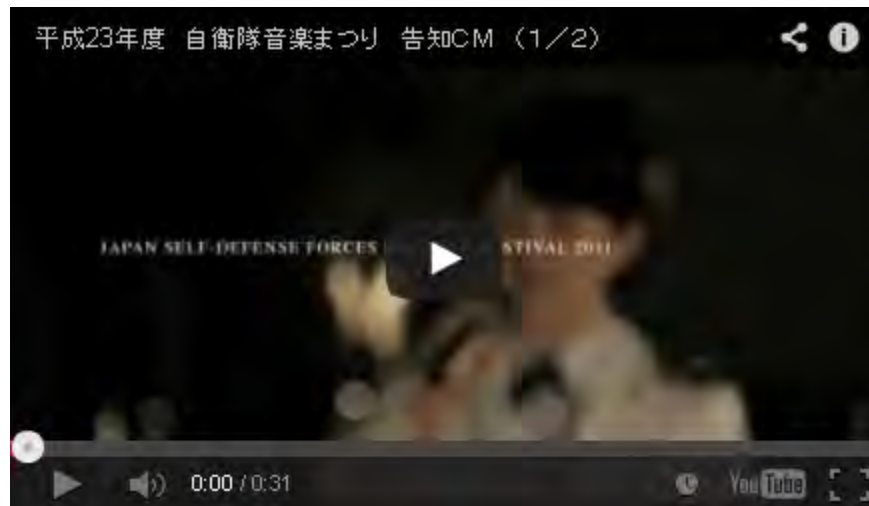 平成23年度 自衛隊音楽まつり 告知CM (1／2)
JAPAN SELF-DEFENSE FORCES STIVAL 2011
0:00 / 0:31
YouTube